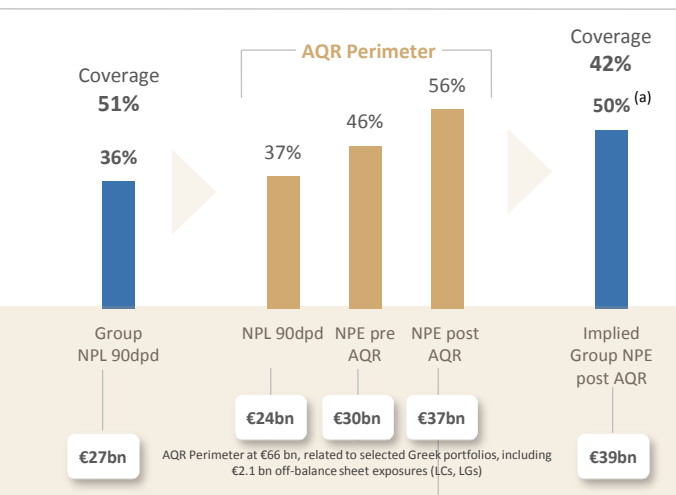 Coverage
51%
36%
AQR Perimeter
37%
46%
56%
Coverage
42%
50% (a)
Group
NPL 90dpd
NPL 90dpd
NPE pre
AQR
NPE post
AQR
Implied
Group NPE
post AQR
€27bn
€24bn
€30bn
€37bn
€39bn
AQR Perimeter at €66 bn, related to selected Greek portfolios, including
€2.1 bn off-balance sheet exposures (LCs, LGs)